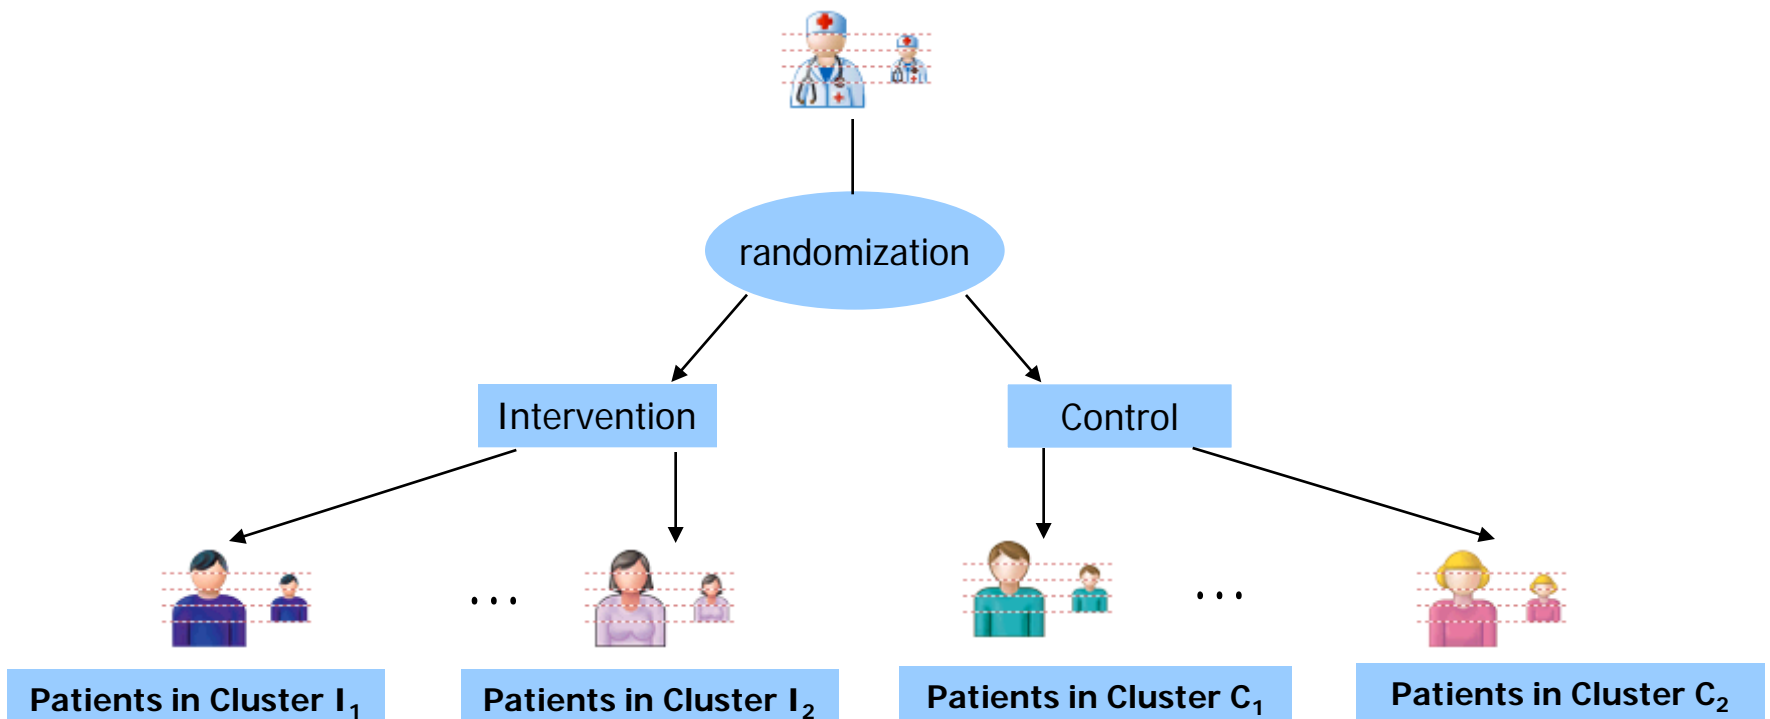 randomization
Intervention
Control
...
...
Patients in Cluster I₁
Patients in Cluster I₂
Patients in Cluster C₁
Patients in Cluster C₂